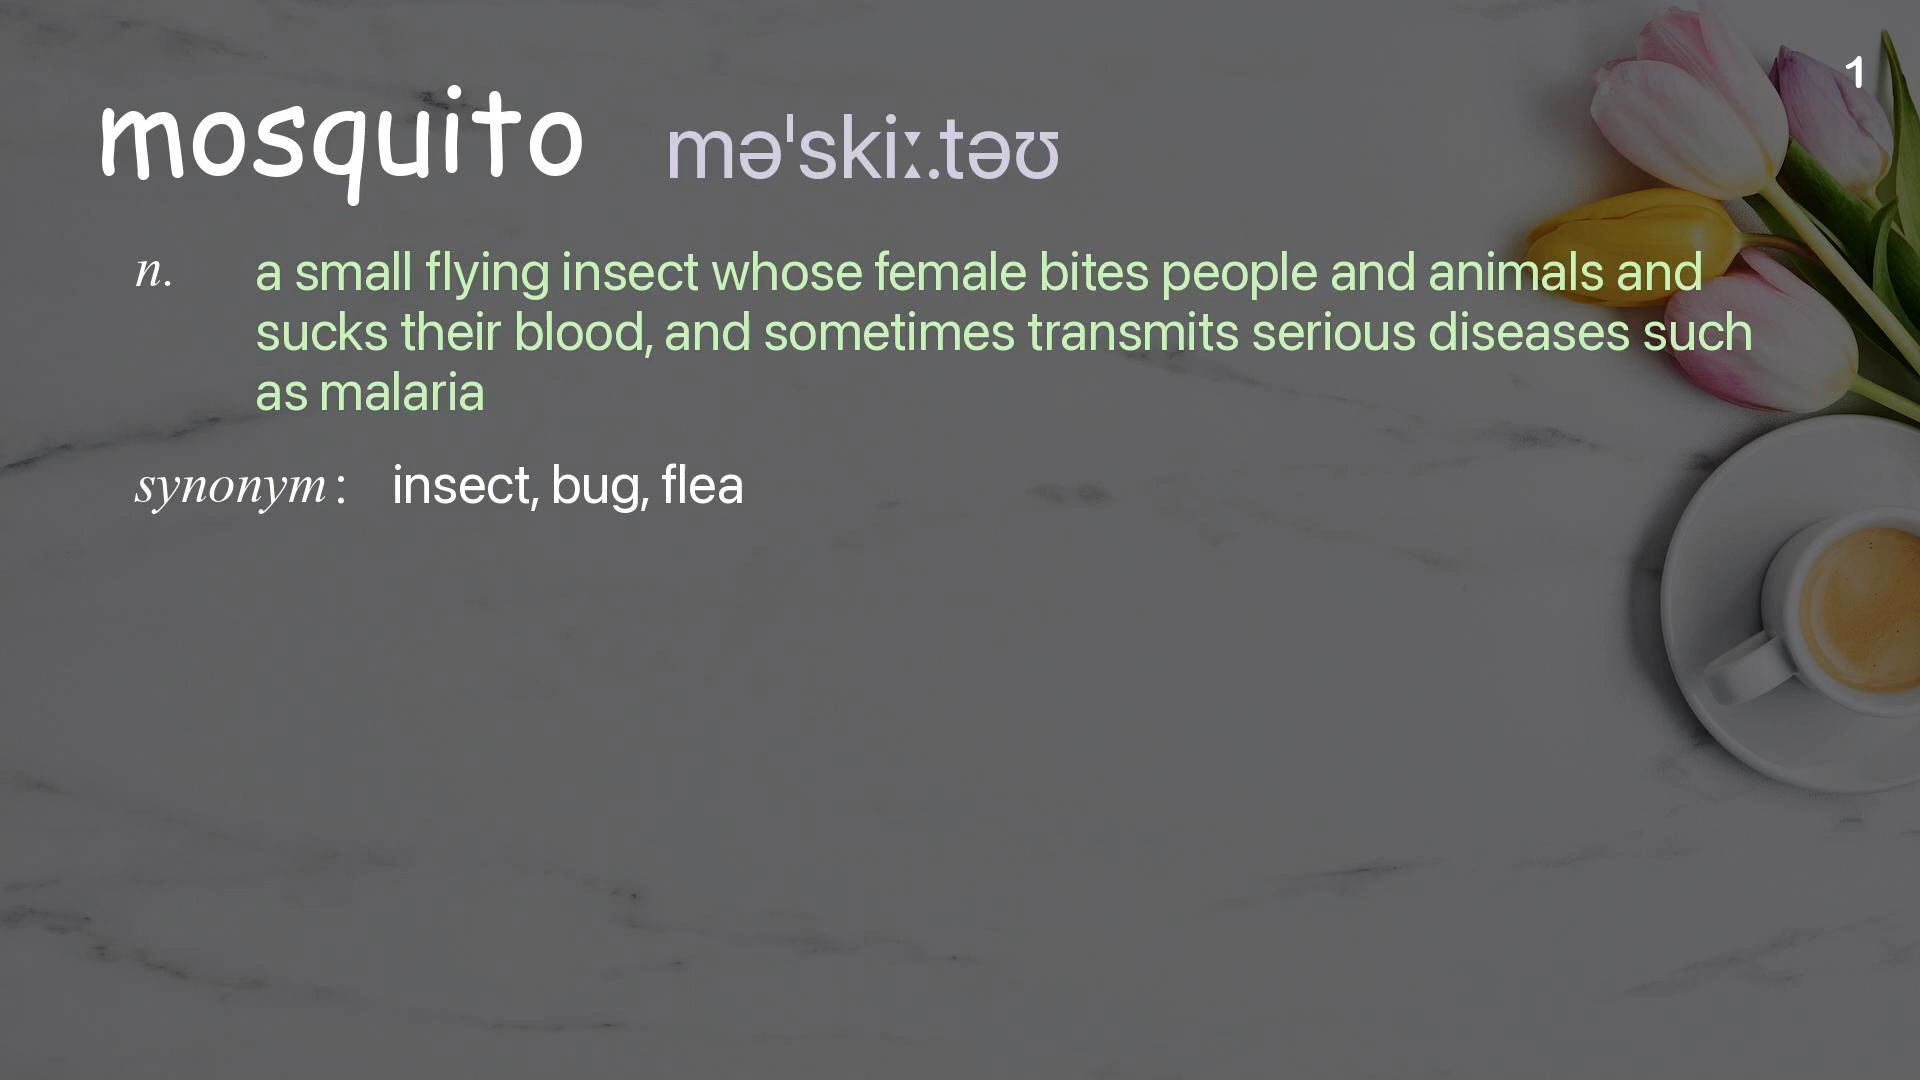 1
mosquito məˈskiː.təʊ
n. a small flying insect whose female bites people and animals and
sucks their blood, and sometimes transmits serious diseases such
as malaria
synonym: insect, bug, flea